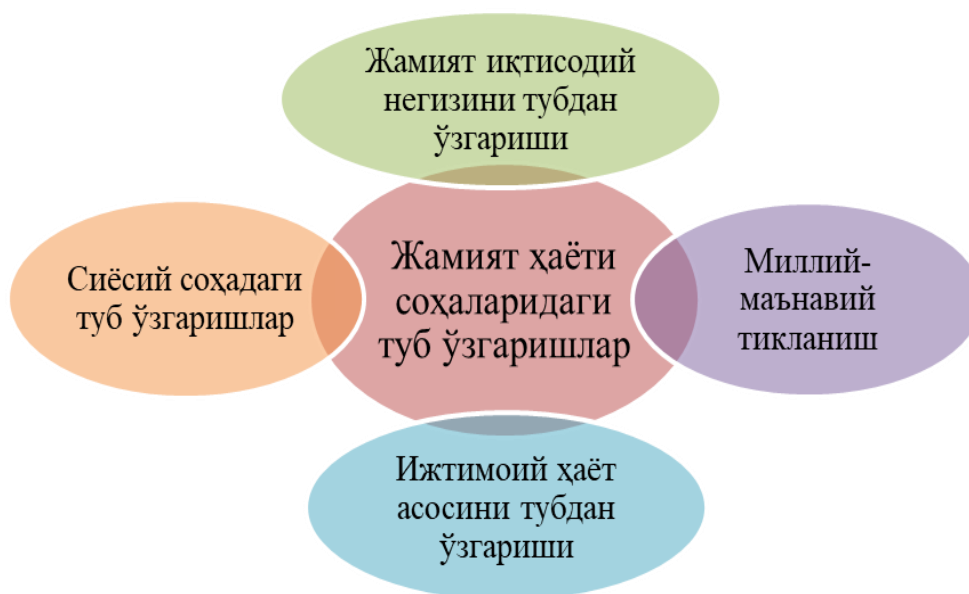 Жамият иқтисодий
негизини тубдан
ўзгариши
Сиёсий соҳадаги
туб ўзгаришлар
Жамият ҳаёти
соҳаларидаги
туб ўзгаришлар
Миллий-
маънавий
тикланиш
Ижтимоий ҳаёт
асосини тубдан
ўзгариши